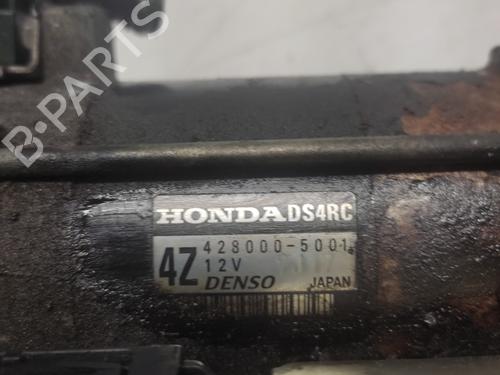 B-PARTS
HONDA DS4RC
4Z 428000-5001
12V
DENSO JAPAN